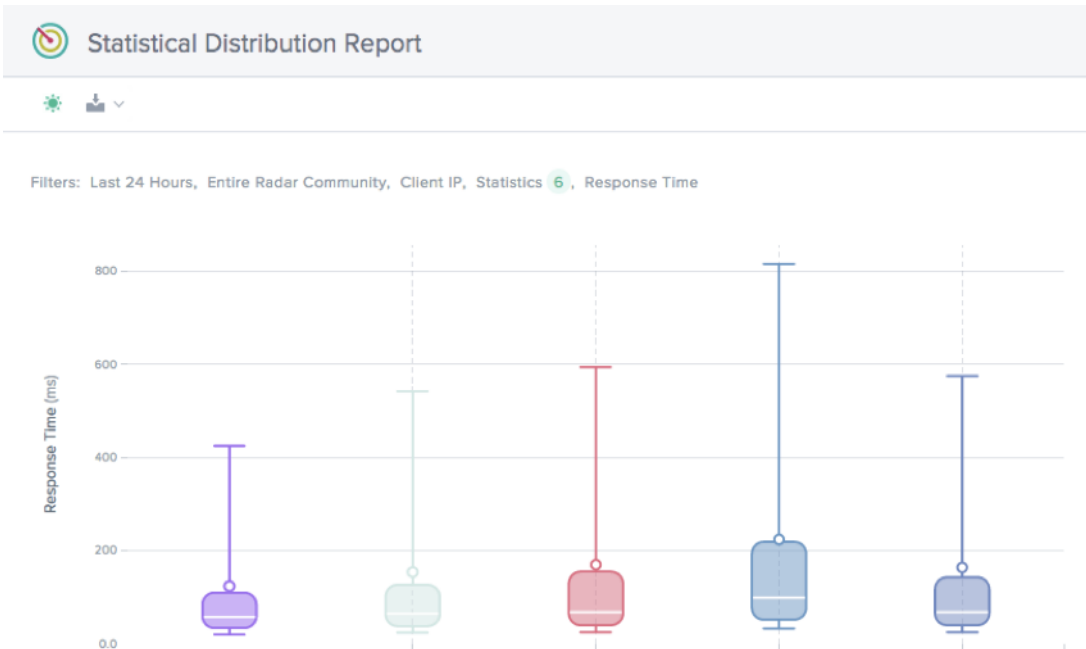 Statistical Distribution Report
Filters: Last 24 Hours, Entire Radar Community, Client IP, Statistics 6, Response Time
800
600
Response Time (ms)
400
200
0.0